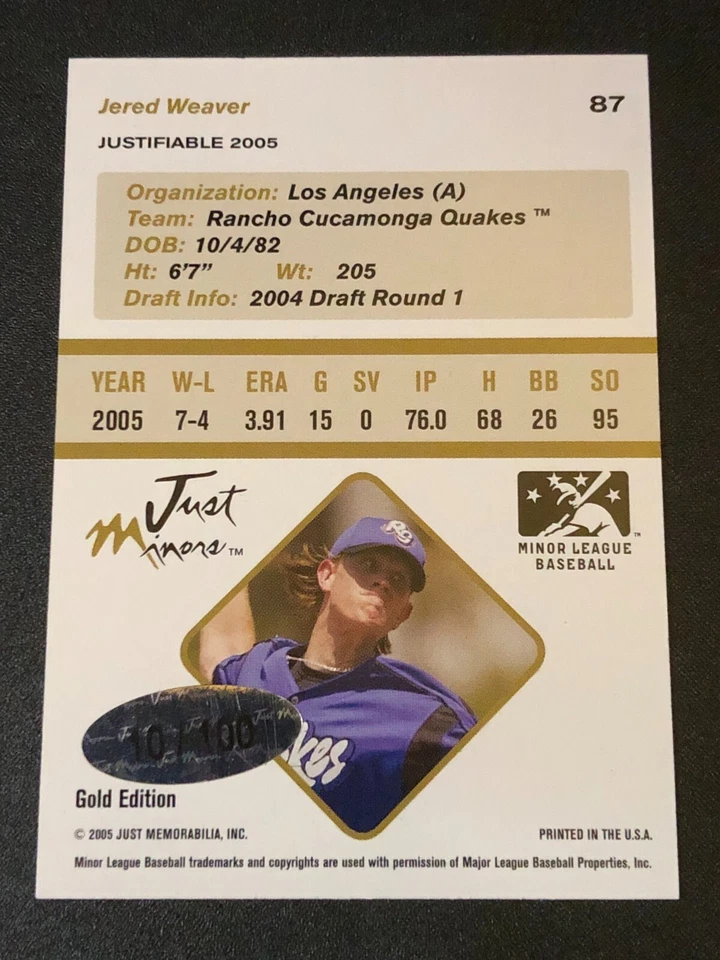 Jered Weaver 87
JUSTIFIABLE 2005
Organization: Los Angeles (A)
Team: Rancho Cucamonga Quakes ™
DOB: 10/4/82
Ht: 6'7" Wt: 205
Draft Info: 2004 Draft Round 1
YEAR W-L ERA G SV IP H BB SO
2005 7-4 3.91 15 0 76.0 68 26 95
Just
Minors™
MINOR LEAGUE™
BASEBALL
RC
kes
10 / 100
Gold Edition
© 2005 JUST MEMORABILIA, INC. PRINTED IN THE U.S.A.
Minor League Baseball trademarks and copyrights are used with permission of Major League Baseball Properties, Inc.